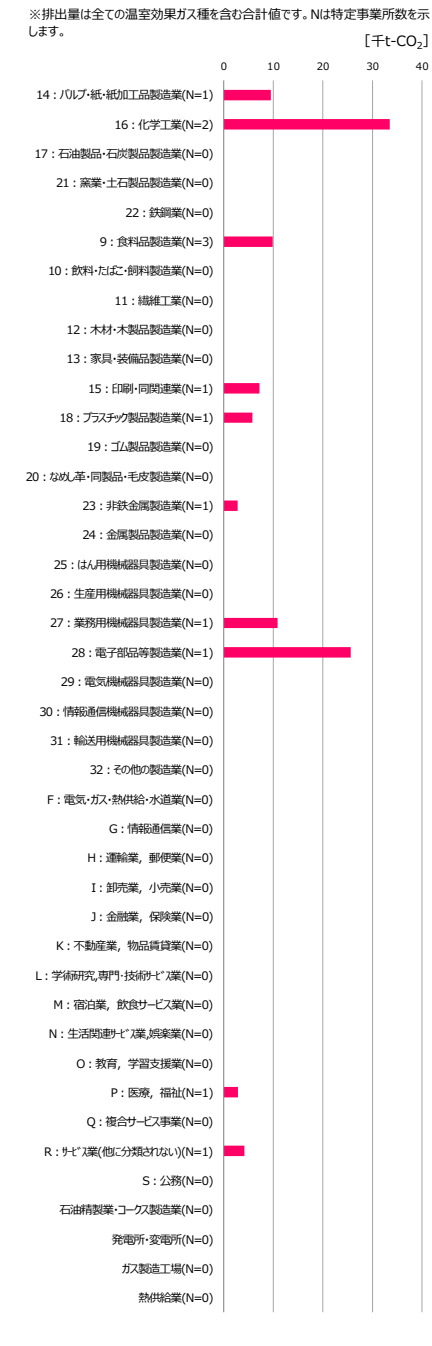 ※排出量は全ての温室効果ガス種を含む合計値です。Nは特定事業所数を示
します。
[千t-CO₂]
0 10 20 30 40
14：パルプ・紙・紙加工品製造業(N=1)
16：化学工業(N=2)
17：石油製品・石炭製品製造業(N=0)
21：窯業・土石製品製造業(N=0)
22：鉄鋼業(N=0)
9：食料品製造業(N=3)
10：飲料・たばこ・飼料製造業(N=0)
11：繊維工業(N=0)
12：木材・木製品製造業(N=0)
13：家具・装備品製造業(N=0)
15：印刷・同関連業(N=1)
18：プラスチック製品製造業(N=1)
19：ゴム製品製造業(N=0)
20：なめし革・同製品・毛皮製造業(N=0)
23：非鉄金属製造業(N=1)
24：金属製品製造業(N=0)
25：はん用機械器具製造業(N=0)
26：生産用機械器具製造業(N=0)
27：業務用機械器具製造業(N=1)
28：電子部品等製造業(N=1)
29：電気機械器具製造業(N=0)
30：情報通信機械器具製造業(N=0)
31：輸送用機械器具製造業(N=0)
32：その他の製造業(N=0)
F：電気・ガス・熱供給・水道業(N=0)
G：情報通信業(N=0)
H：運輸業，郵便業(N=0)
I：卸売業，小売業(N=0)
J：金融業，保険業(N=0)
K：不動産業，物品賃貸業(N=0)
L：学術研究,専門・技術ｻｰﾋﾞｽ業(N=0)
M：宿泊業，飲食サービス業(N=0)
N：生活関連ｻｰﾋﾞｽ業,娯楽業(N=0)
O：教育，学習支援業(N=0)
P：医療，福祉(N=1)
Q：複合サービス事業(N=0)
R：ｻｰﾋﾞｽ業(他に分類されない)(N=1)
S：公務(N=0)
石油精製業・コークス製造業(N=0)
発電所・変電所(N=0)
ガス製造工場(N=0)
熱供給業(N=0)